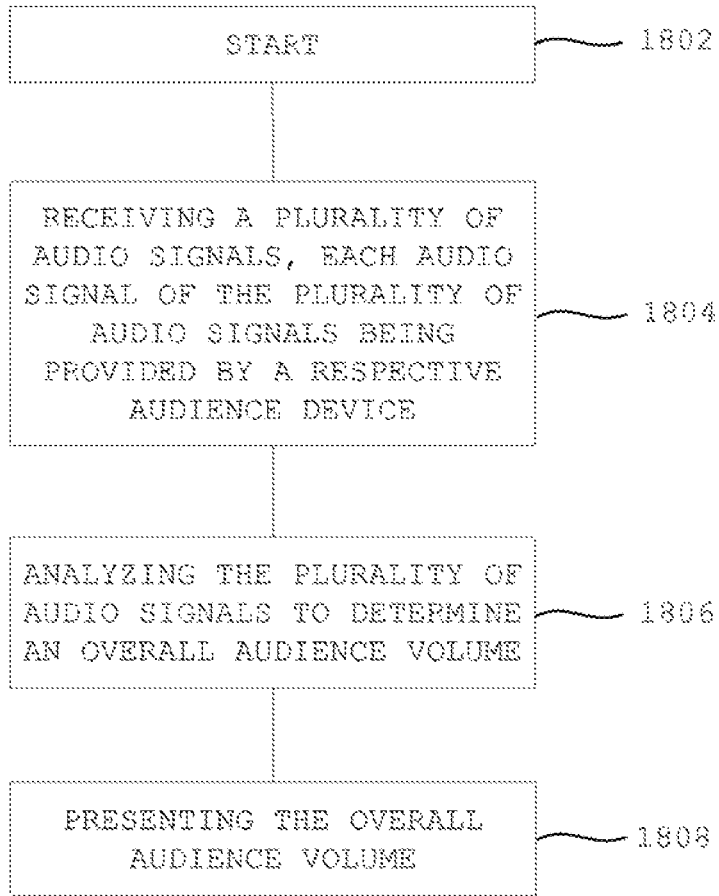 START
1802
RECEIVING A PLURALITY OF
AUDIO SIGNALS, EACH AUDIO
SIGNAL OF THE PLURALITY OF
AUDIO SIGNALS BEING
PROVIDED BY A RESPECTIVE
AUDIENCE DEVICE
1804
ANALYZING THE PLURALITY OF
AUDIO SIGNALS TO DETERMINE
AN OVERALL AUDIENCE VOLUME
1806
PRESENTING THE OVERALL
AUDIENCE VOLUME
1808